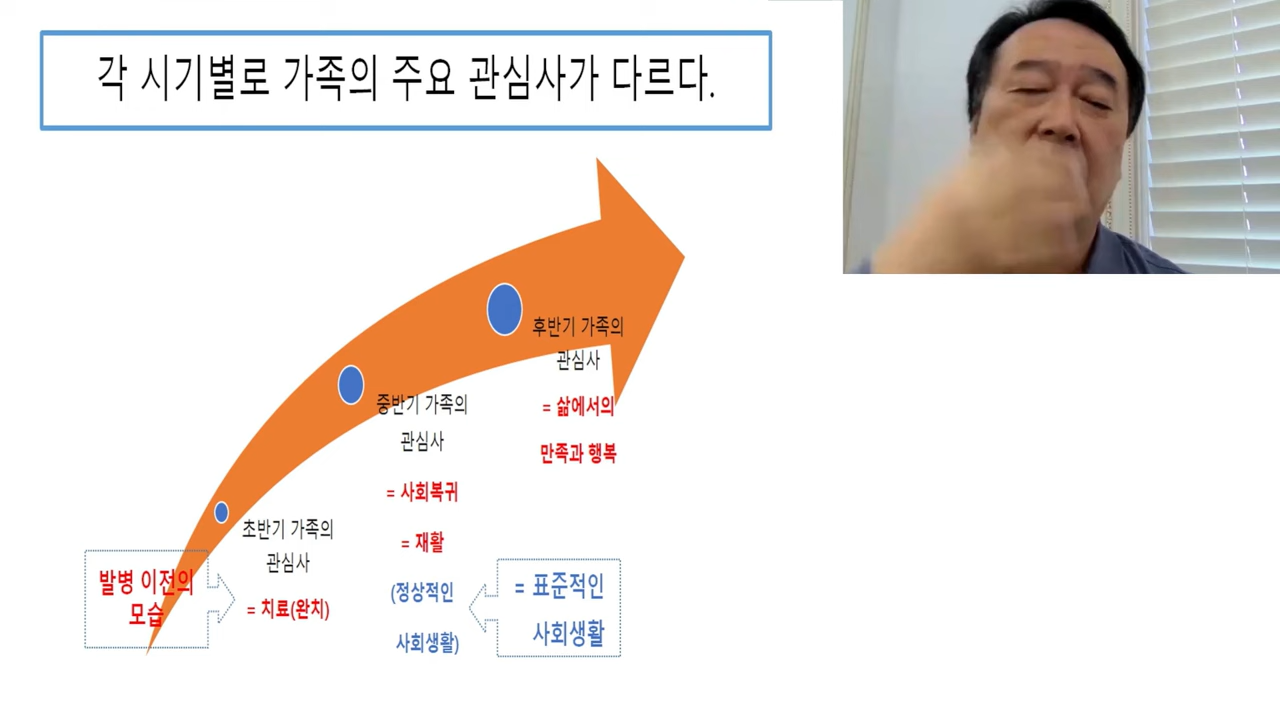 각 시기별로 가족의 주요 관심사가 다르다.
후반기 가족의
관심사
= 삶에서의
만족과 행복
중반기 가족의
관심사
= 사회복귀
= 재활
(정상적인
사회생활)
초반기 가족의
관심사
= 치료(완치)
발병 이전의
모습
= 표준적인
사회생활